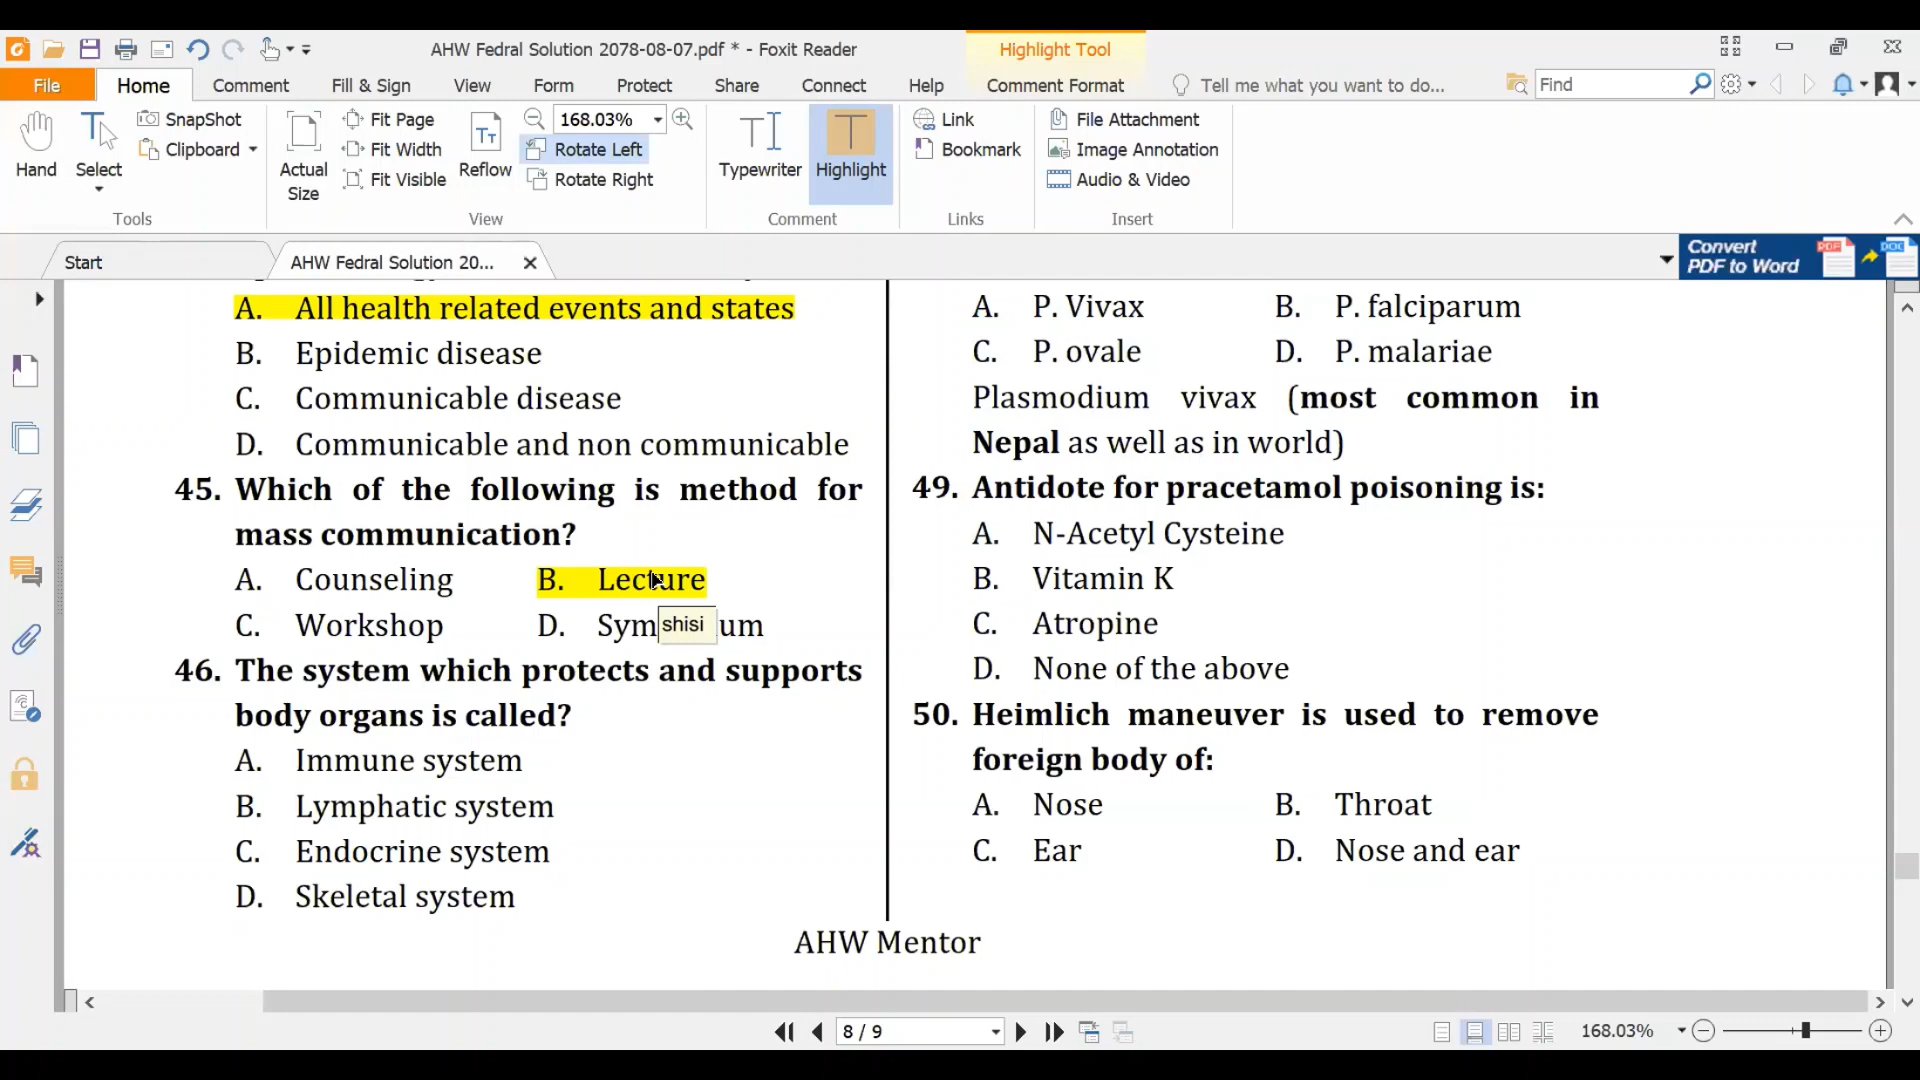 AHW Fedral Solution 2078-08-07.pdf * - Foxit Reader
Highlight Tool
File
Home
Comment
Fill & Sign
View
Form
Protect
Share
Connect
Help
Comment Format
Tell me what you want to do...
Find
Hand
Select
SnapShot
Clipboard
Tools
Actual
Size
Fit Page
Fit Width
Fit Visible
Reflow
168.03%
Rotate Left
Rotate Right
View
Typewriter
Highlight
Comment
Link
Bookmark
Links
File Attachment
Image Annotation
Audio & Video
Insert
Start
AHW Fedral Solution 20...
Convert
PDF to Word
PDF
DOC
A. All health related events and states
B. Epidemic disease
C. Communicable disease
D. Communicable and non communicable
45. Which of the following is method for
mass communication?
A. Counseling B. Lecture
C. Workshop D. Sym um
shisi
46. The system which protects and supports
body organs is called?
A. Immune system
B. Lymphatic system
C. Endocrine system
D. Skeletal system
A. P. Vivax B. P. falciparum
C. P. ovale D. P. malariae
Plasmodium vivax (most common in
Nepal as well as in world)
49. Antidote for pracetamol poisoning is:
A. N-Acetyl Cysteine
B. Vitamin K
C. Atropine
D. None of the above
50. Heimlich maneuver is used to remove
foreign body of:
A. Nose B. Throat
C. Ear D. Nose and ear
AHW Mentor
8 / 9
168.03%